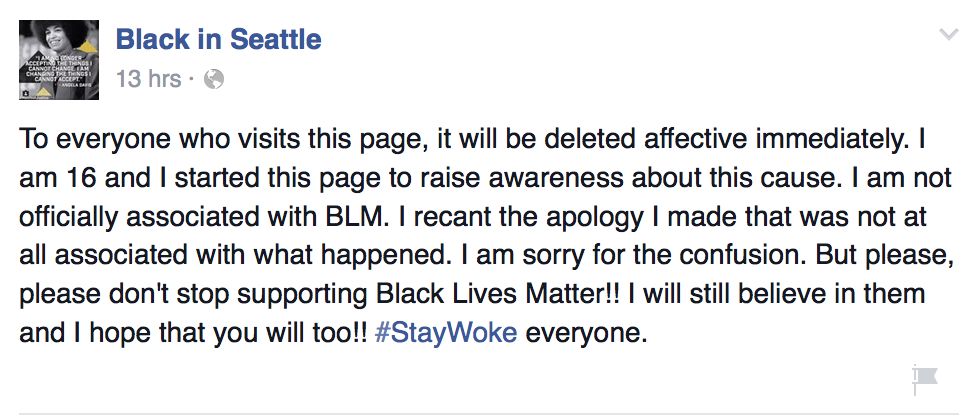 Black in Seattle
"I AM NO LONGER
ACCEPTING THE THINGS I
CANNOT CHANGE. I AM
CHANGING THE THINGS I
CANNOT ACCEPT."
ANGELA DAVIS
13 hrs ·
To everyone who visits this page, it will be deleted affective immediately. I
am 16 and I started this page to raise awareness about this cause. I am not
officially associated with BLM. I recant the apology I made that was not at
all associated with what happened. I am sorry for the confusion. But please,
please don't stop supporting Black Lives Matter!! I will still believe in them
and I hope that you will too!! #StayWoke everyone.